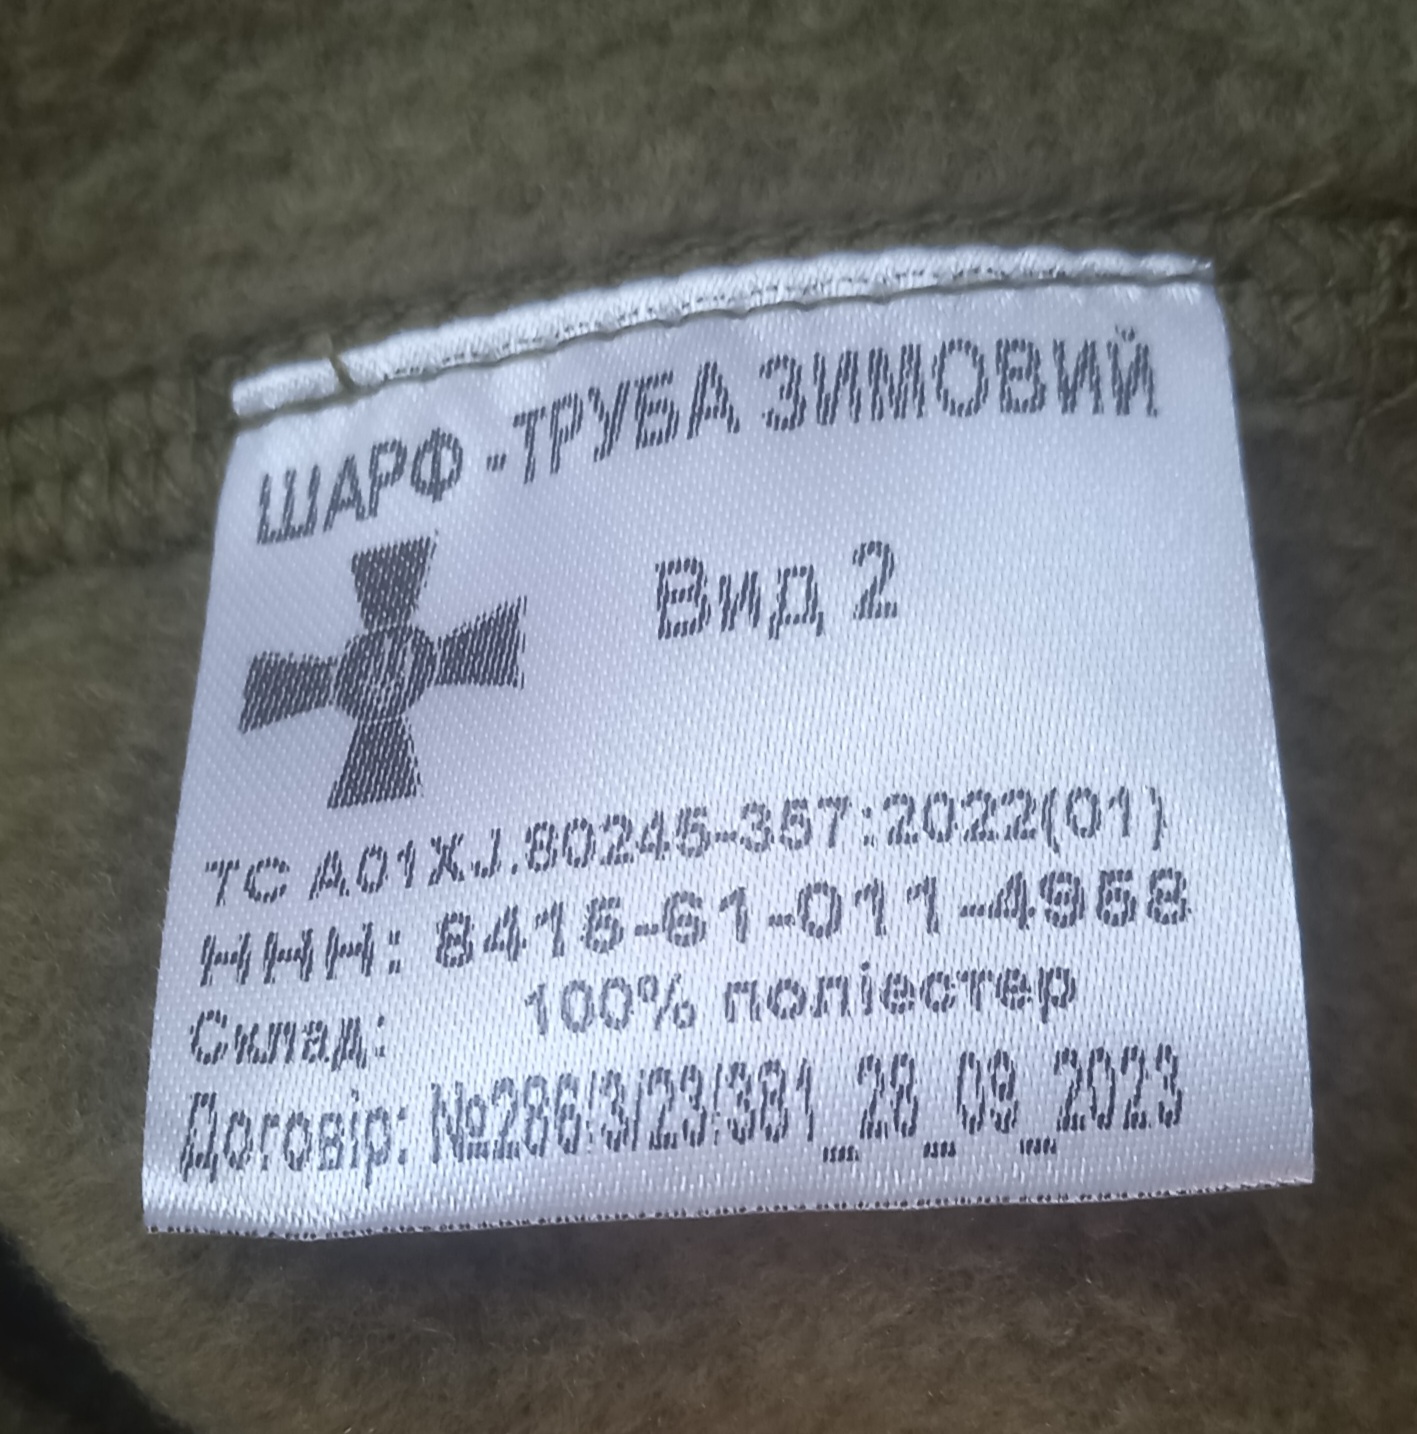 ШАРФ -ТРУБА ЗИМОВИЙ
Вид 2
ТС А01XJ.80245-357:2022(01)
ННН: 8415-61-011-4958
Склад: 100% поліестер
Договір: №286/3/23/381_28_09_2023